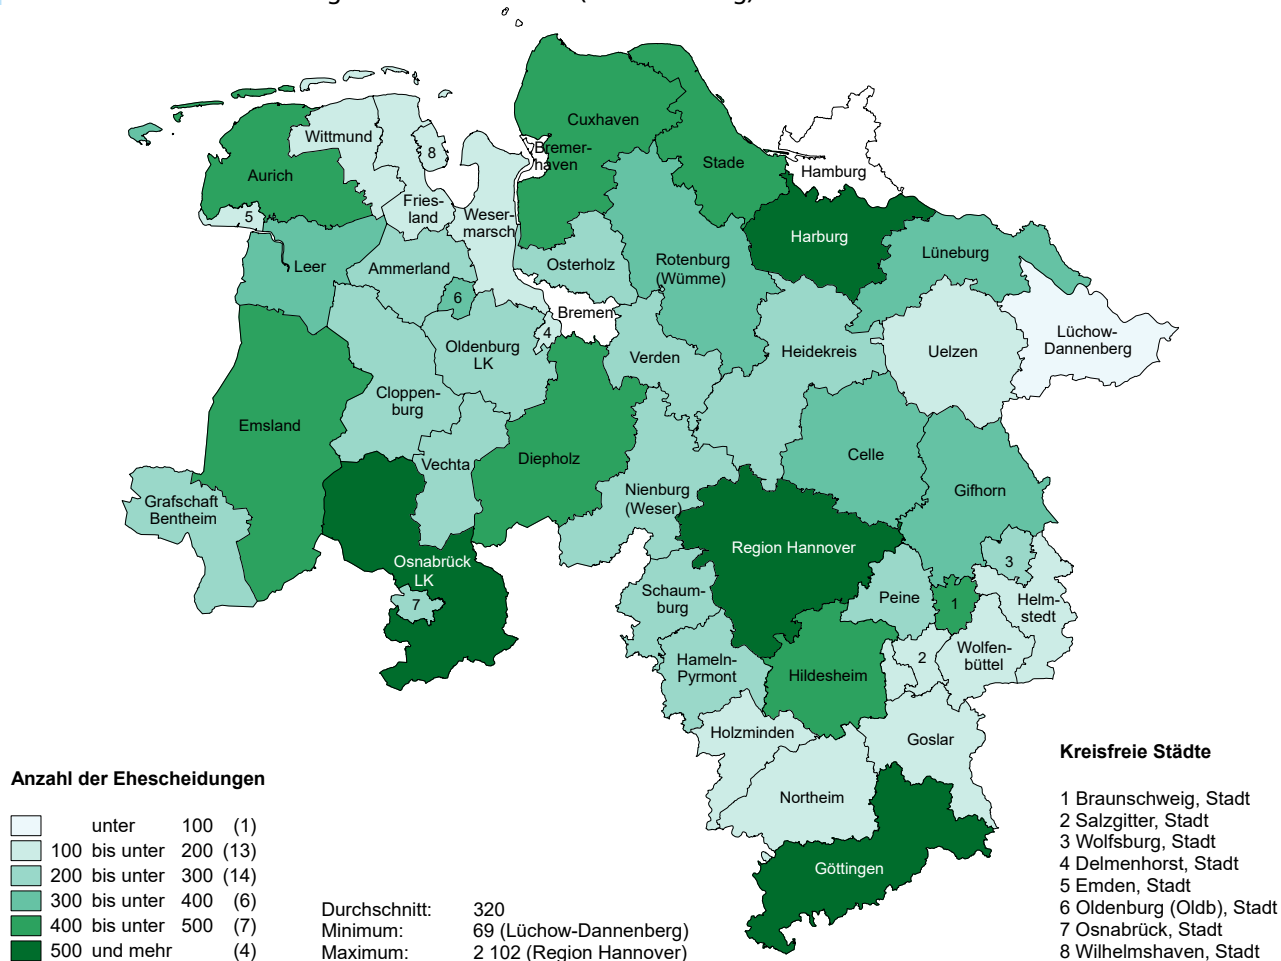 Wittmund
8
Aurich
5
Fries-
land
Weser-
marsch
Cuxhaven
Bremer-
haven
Stade
Hamburg
Harburg
Lüneburg
Leer
Ammerland
6
Osterholz
Rotenburg
(Wümme)
Bremen
4
Oldenburg
LK
Verden
Heidekreis
Uelzen
Lüchow-
Dannenberg
Cloppen-
burg
Emsland
Vechta
Diepholz
Celle
Gifhorn
Grafschaft
Bentheim
Nienburg
(Weser)
Region Hannover
Osnabrück
LK
7
3
Schaum-
burg
Peine
1
Helm-
stedt
Hameln-
Pyrmont
Hildesheim
2
Wolfen-
büttel
Holzminden
Goslar
Northeim
Göttingen
Anzahl der Ehescheidungen
unter 100 (1)
100 bis unter 200 (13)
200 bis unter 300 (14)
300 bis unter 400 (6)
400 bis unter 500 (7)
500 und mehr (4)
Durchschnitt: 320
Minimum: 69 (Lüchow-Dannenberg)
Maximum: 2 102 (Region Hannover)
Kreisfreie Städte
1 Braunschweig, Stadt
2 Salzgitter, Stadt
3 Wolfsburg, Stadt
4 Delmenhorst, Stadt
5 Emden, Stadt
6 Oldenburg (Oldb), Stadt
7 Osnabrück, Stadt
8 Wilhelmshaven, Stadt